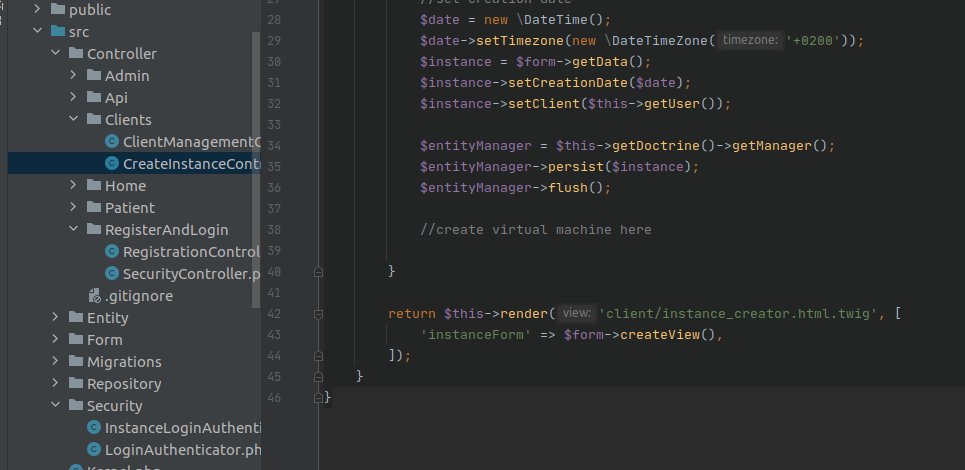 public
src
Controller
Admin
Api
Clients
ClientManagementC
CreateInstanceCont
Home
Patient
RegisterAndLogin
RegistrationControl
SecurityController.p
.gitignore
Entity
Form
Migrations
Repository
Security
InstanceLoginAuthenti
LoginAuthenticator.ph
Kernel.php
27 //set creation date
28 $date = new \DateTime();
29 $date->setTimezone(new \DateTimeZone( timezone: '+0200'));
30 $instance = $form->getData();
31 $instance->setCreationDate($date);
32 $instance->setClient($this->getUser());
33
34 $entityManager = $this->getDoctrine()->getManager();
35 $entityManager->persist($instance);
36 $entityManager->flush();
37
38 //create virtual machine here
39
40 }
41
42 return $this->render( view: 'client/instance_creator.html.twig', [
43 'instanceForm' => $form->createView(),
44 ]);
45 }
46 }